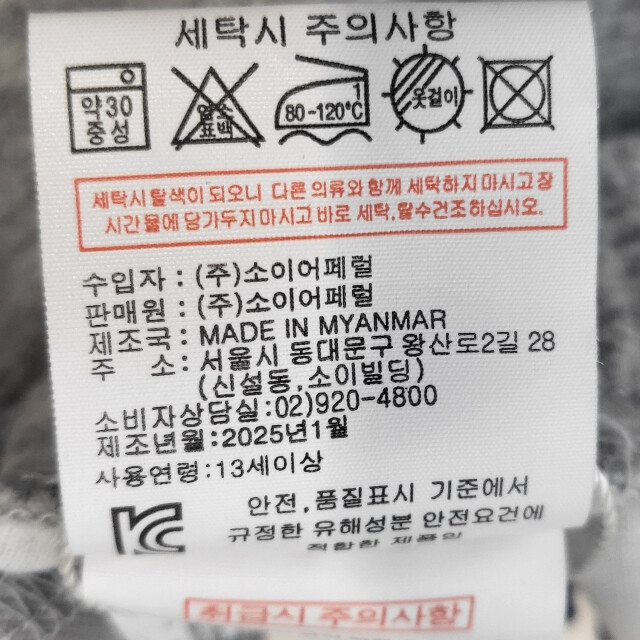 세탁시 주의사항
약30
중성
염소
표백
1
80-120℃
옷걸이
세탁시 탈색이 되오니 다른 의류와 함께 세탁하지 마시고 장
시간 물에 담가두지 마시고 바로 세탁, 탈수건조 하십시오.
수입자 : (주)소이어페럴
판매원 : (주)소이어페럴
제조국 : MADE IN MYANMAR
주 소 : 서울시 동대문구 왕산로2길 28
(신설동, 소이빌딩)
소비자상담실:02)920-4800
제조년월:2025년1월
사용연령:13세이상
안전,품질표시 기준에서
규정한 유해성분 안전요건에
적합한 제품임
취급시 주의사항